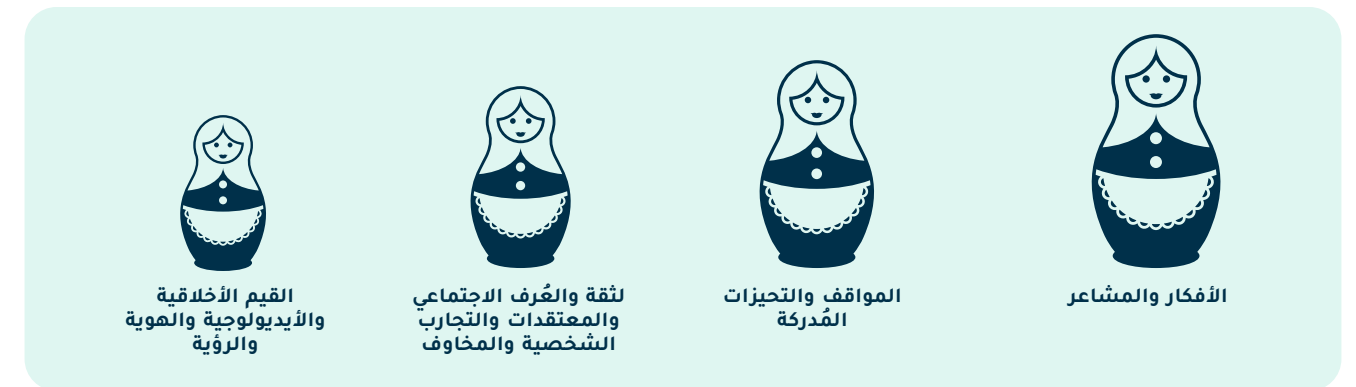 الأفكار والمشاعر
المواقف والتحيزات
المُدركة
لثقة والعُرف الاجتماعي
والمعتقدات والتجارب
الشخصية والمخاوف
القيم الأخلاقية
والأيديولوجية والهوية
والرؤية